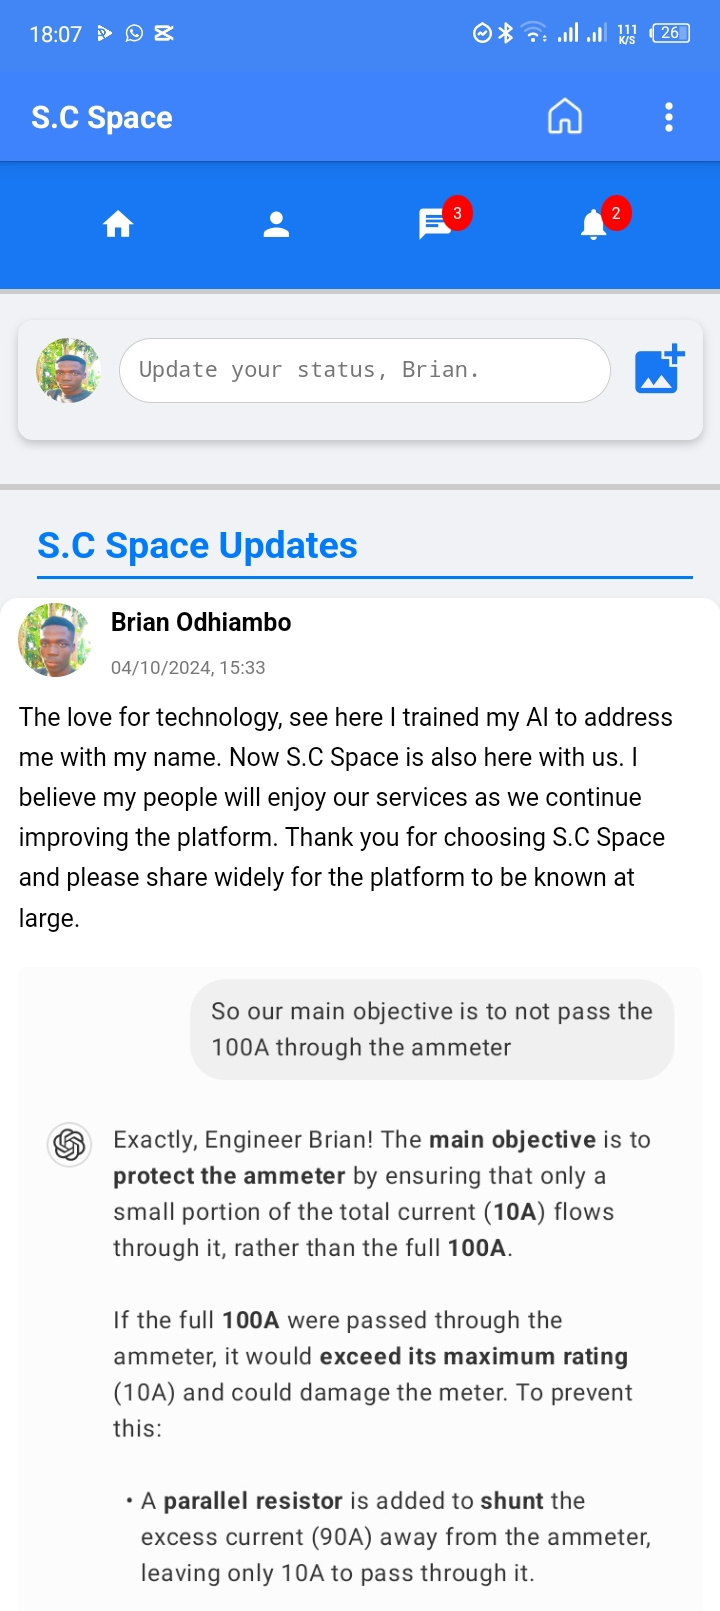 18:07
111
K/S
26
S.C Space
3
2
Update your status, Brian.
S.C Space Updates
Brian Odhiambo
04/10/2024, 15:33
The love for technology, see here I trained my AI to address
me with my name. Now S.C Space is also here with us. I
believe my people will enjoy our services as we continue
improving the platform. Thank you for choosing S.C Space
and please share widely for the platform to be known at
large.
So our main objective is to not pass the
100A through the ammeter
Exactly, Engineer Brian! The main objective is to
protect the ammeter by ensuring that only a
small portion of the total current (10A) flows
through it, rather than the full 100A.
If the full 100A were passed through the
ammeter, it would exceed its maximum rating
(10A) and could damage the meter. To prevent
this:
• A parallel resistor is added to shunt the
excess current (90A) away from the ammeter,
leaving only 10A to pass through it.